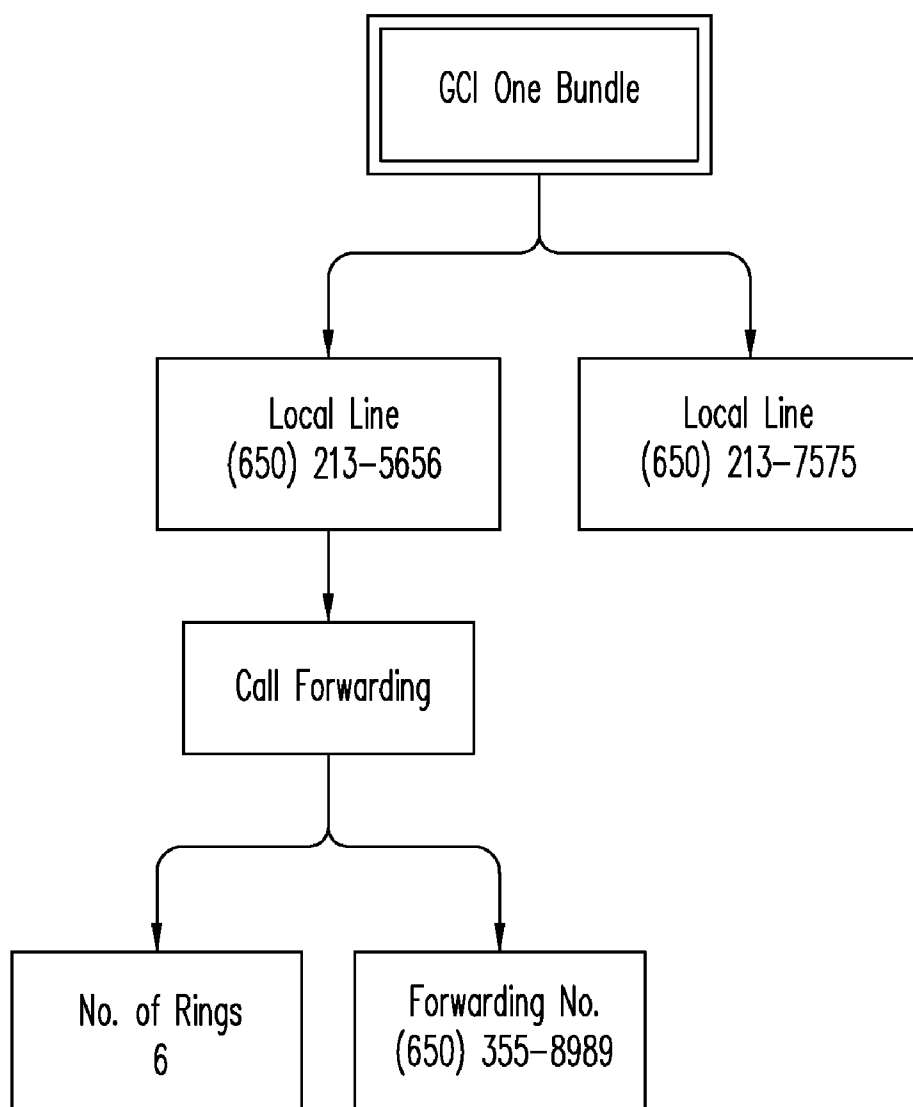 GCI One Bundle
Local Line
(650) 213-5656
Local Line
(650) 213-7575
Call Forwarding
No. of Rings
6
Forwarding No.
(650) 355-8989